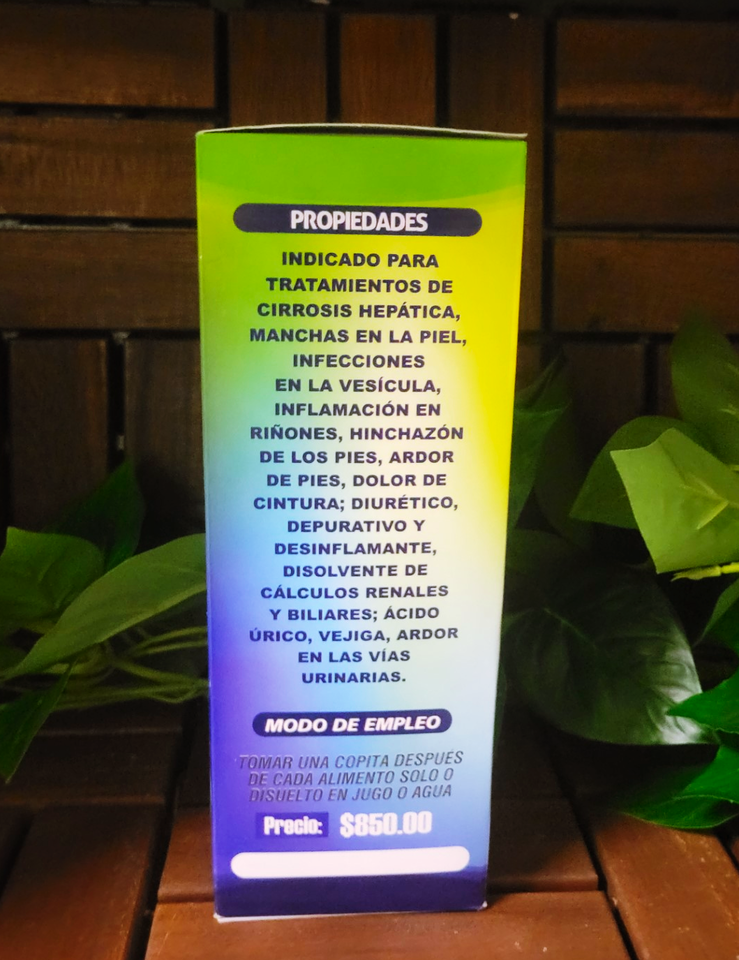 PROPIEDADES
INDICADO PARA
TRATAMIENTOS DE
CIRROSIS HEPÁTICA,
MANCHAS EN LA PIEL,
INFECCIONES
EN LA VESÍCULA,
INFLAMACIÓN EN
RIÑONES, HINCHAZÓN
DE LOS PIES, ARDOR
DE PIES, DOLOR DE
CINTURA; DIURÉTICO,
DEPURATIVO Y
DESINFLAMANTE,
DISOLVENTE DE
CÁLCULOS RENALES
Y BILIARES; ÁCIDO
ÚRICO, VEJIGA, ARDOR
EN LAS VÍAS
URINARIAS.
MODO DE EMPLEO
TOMAR UNA COPITA DESPUÉS
DE CADA ALIMENTO SOLO O
DISUELTO EN JUGO O AGUA
Precio: $850.00